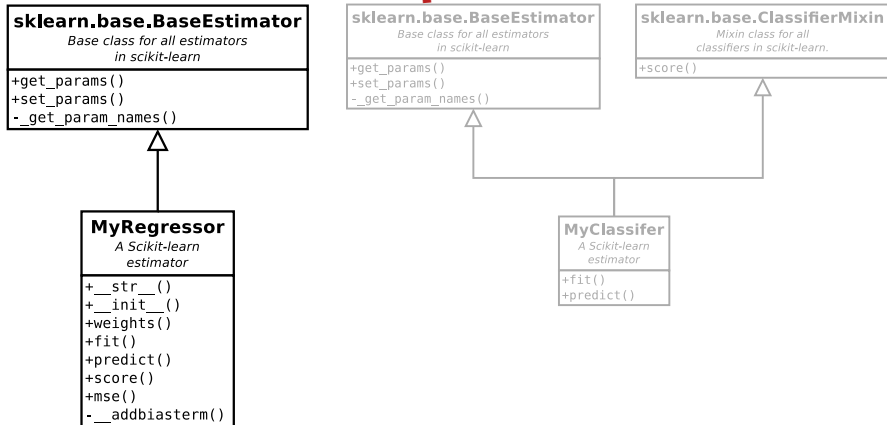 sklearn.base.BaseEstimator
Base class for all estimators
in scikit-learn
+get_params()
+set_params()
-_get_param_names()
MyRegressor
A Scikit-learn
estimator
+__str__()
+__init__()
+weights()
+fit()
+predict()
+score()
+mse()
-__addbiasterm()
sklearn.base.BaseEstimator
Base class for all estimators
in scikit-learn
+get_params()
+set_params()
-_get_param_names()
sklearn.base.ClassifierMixin
Mixin class for all
classifiers in scikit-learn.
+score()
MyClassifer
A Scikit-learn
estimator
+fit()
+predict()